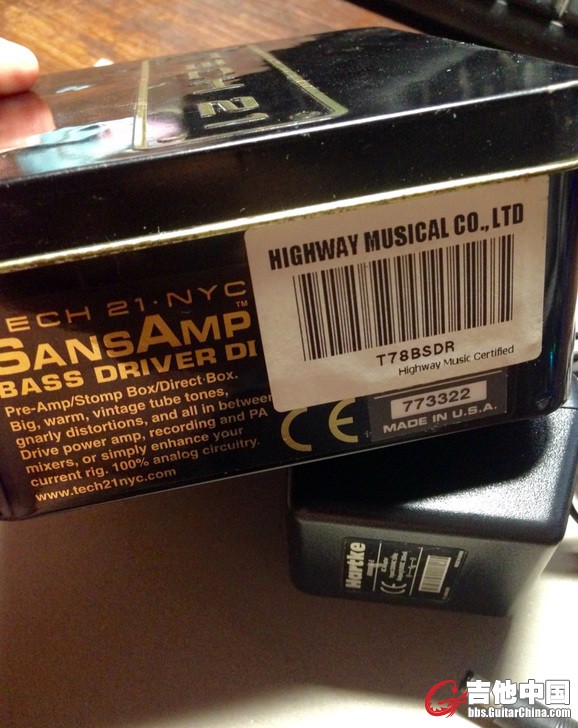 HIGHWAY MUSICAL CO., LTD
T78BSDR
Highway Music Certified
TECH 21·NYC
SANSAMP™
BASS DRIVER DI
Pre-Amp/Stomp Box/Direct Box.
Big, warm, vintage tube tones,
gnarly distortions, and all in between
Drive power amp, recording and PA
mixers, or simply enhance your
current rig. 100% analog circuitry.
www.tech21nyc.com
CE
773322
MADE IN U.S.A.
Hartke
CE
吉他中国
bbs.GuitarChina.com